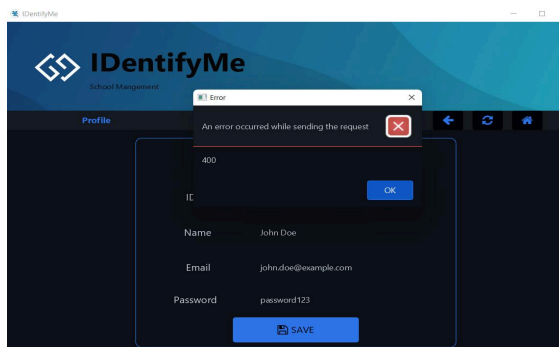 IDentifyMe
IDentifyMe
School Mangement
Error
An error occurred while sending the request
400
OK
Profile
ID
Name John Doe
Email john.doe@example.com
Password password123
SAVE